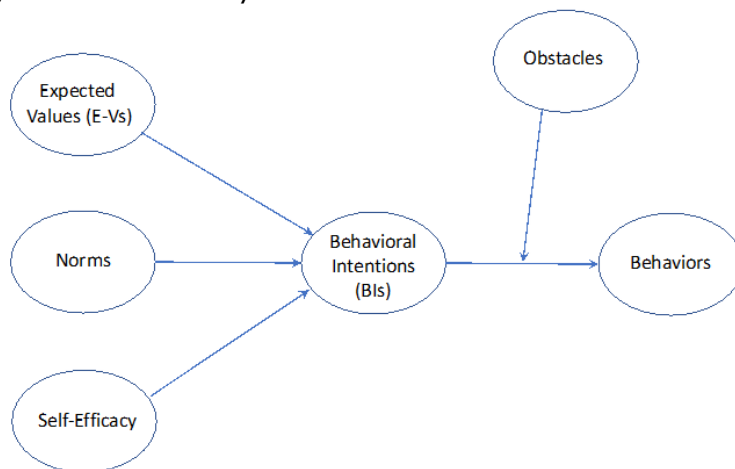 Obstacles
Expected
Values (E-Vs)
Norms
Behavioral
Intentions
(BIs)
Behaviors
Self-Efficacy